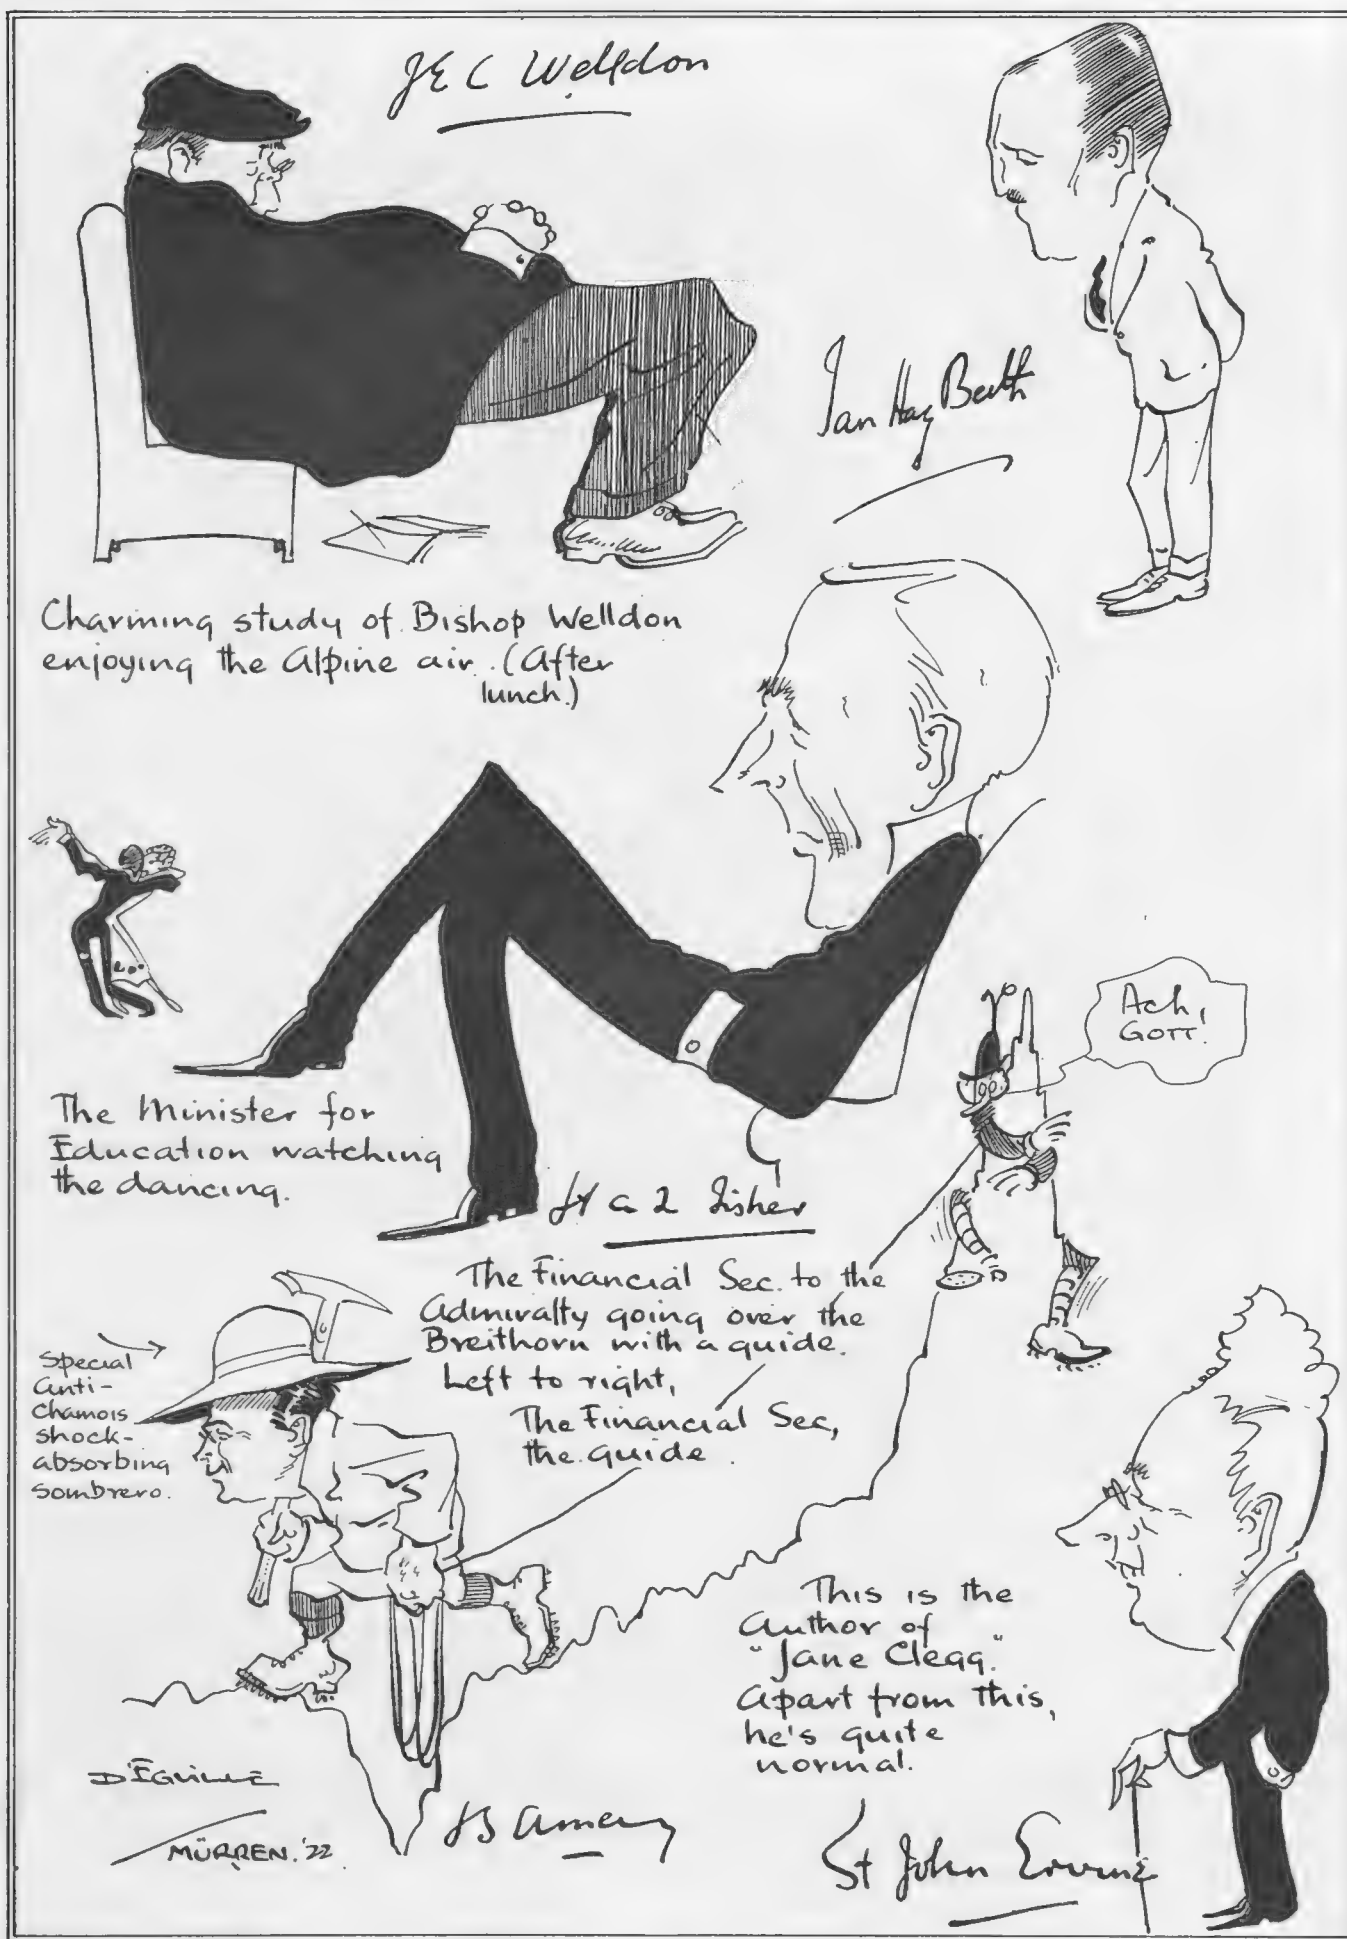 J E C Welldon
Ian Hay Beith
Charming study of Bishop Welldon
enjoying the Alpine air. (After
lunch.)
Ach,
GOTT!
The Minister for
Education watching
the dancing.
H A L Fisher
The Financial Sec. to the
Admiralty going over the
Breithorn with a guide.
Left to right,
The Financial Sec,
the guide.
Special
Anti-
Chamois
shock-
absorbing
sombrero.
This is the
Author of
"Jane Clegg."
Apart from this,
he's quite
normal.
D'EGVILLE
MÜRREN. '22
L S Amery
St John Ervine